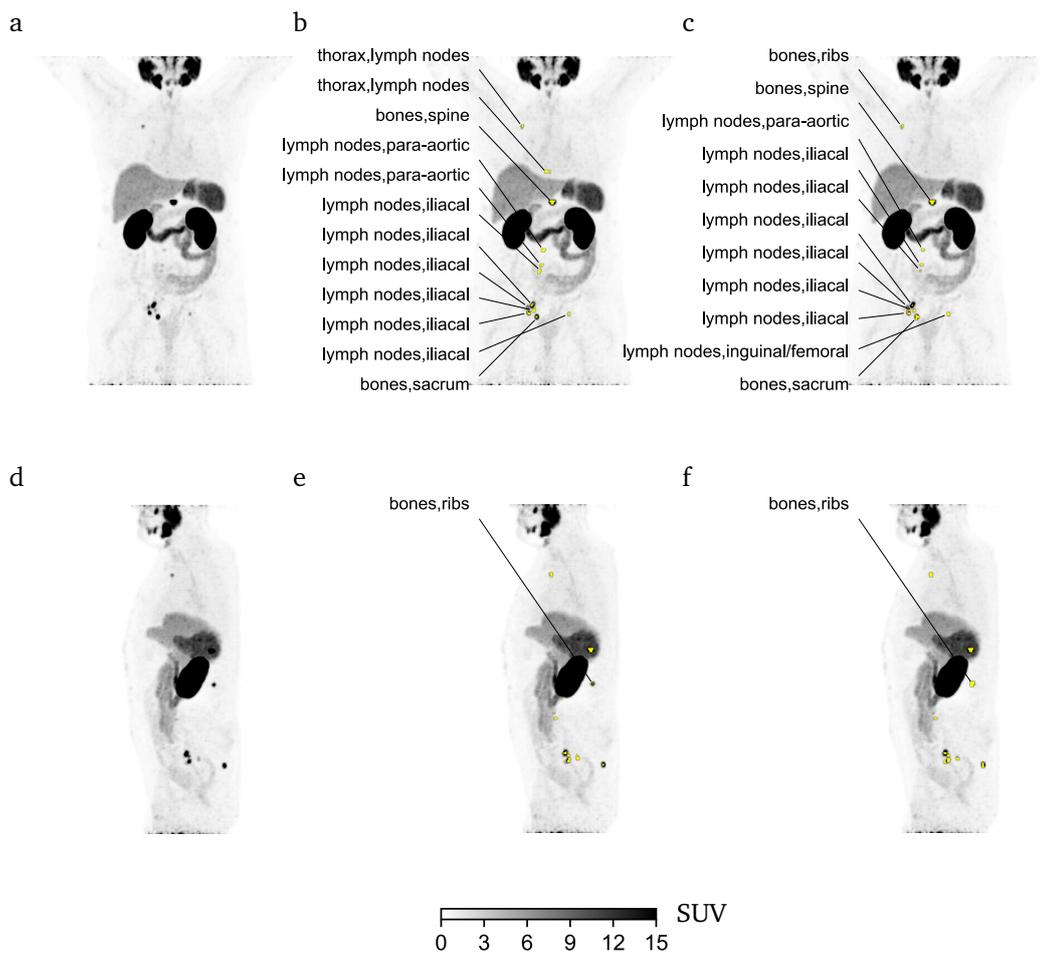 a
b
c
thorax,lymph nodes
thorax,lymph nodes
bones,spine
lymph nodes,para-aortic
lymph nodes,para-aortic
lymph nodes,iliacal
lymph nodes,iliacal
lymph nodes,iliacal
lymph nodes,iliacal
lymph nodes,iliacal
lymph nodes,iliacal
bones,sacrum
bones,ribs
bones,spine
lymph nodes,para-aortic
lymph nodes,iliacal
lymph nodes,iliacal
lymph nodes,iliacal
lymph nodes,iliacal
lymph nodes,iliacal
lymph nodes,iliacal
lymph nodes,inguinal/femoral
bones,sacrum
d
e
f
bones,ribs
bones,ribs
SUV
0 3 6 9 12 15